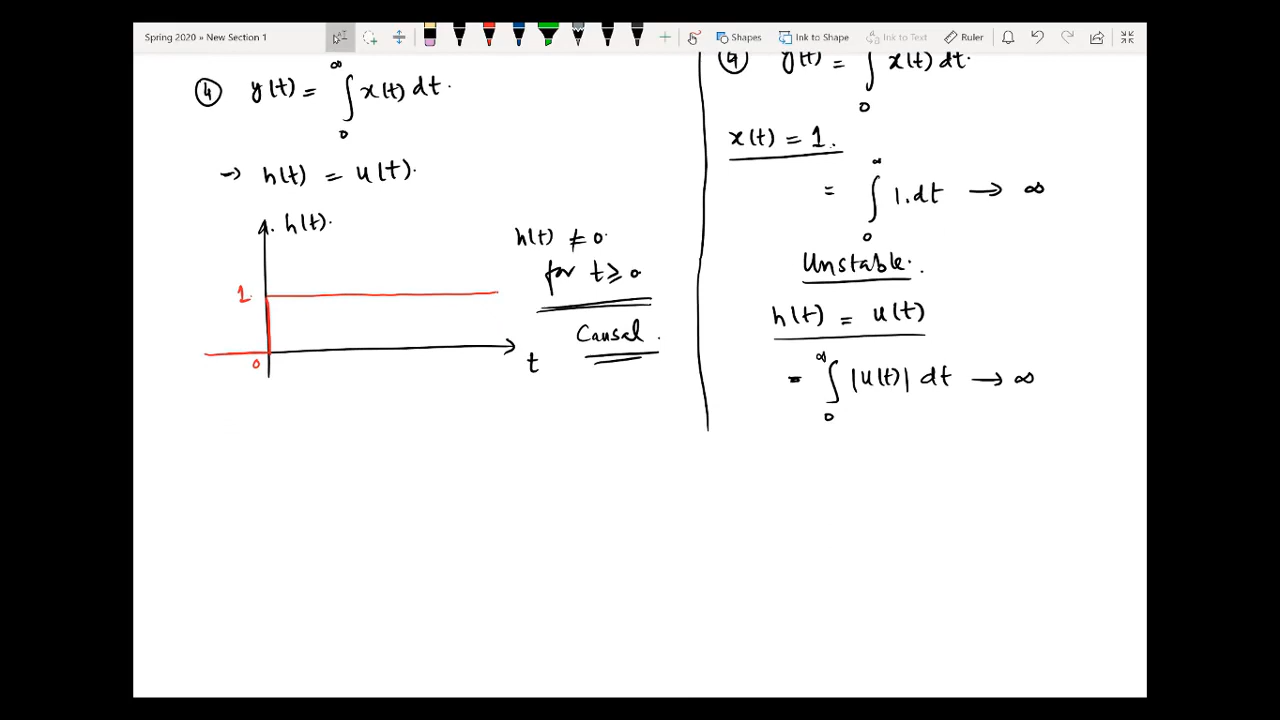 Spring 2020 » New Section 1
Shapes
Ink to Shape
Ink to Text
Ruler
④ y(t) = ∫₀^∞ x(t) dt.
→ h(t) = u(t).
h(t).
1
0
t
h(t) ≠ 0.
for t ≥ 0
Causal.
④ y(t) = ∫₀ x(t) dt.
x(t) = 1.
= ∫₀^∞ 1.dt → ∞
Unstable.
h(t) = u(t)
= ∫₀^∞ |u(t)| dt → ∞